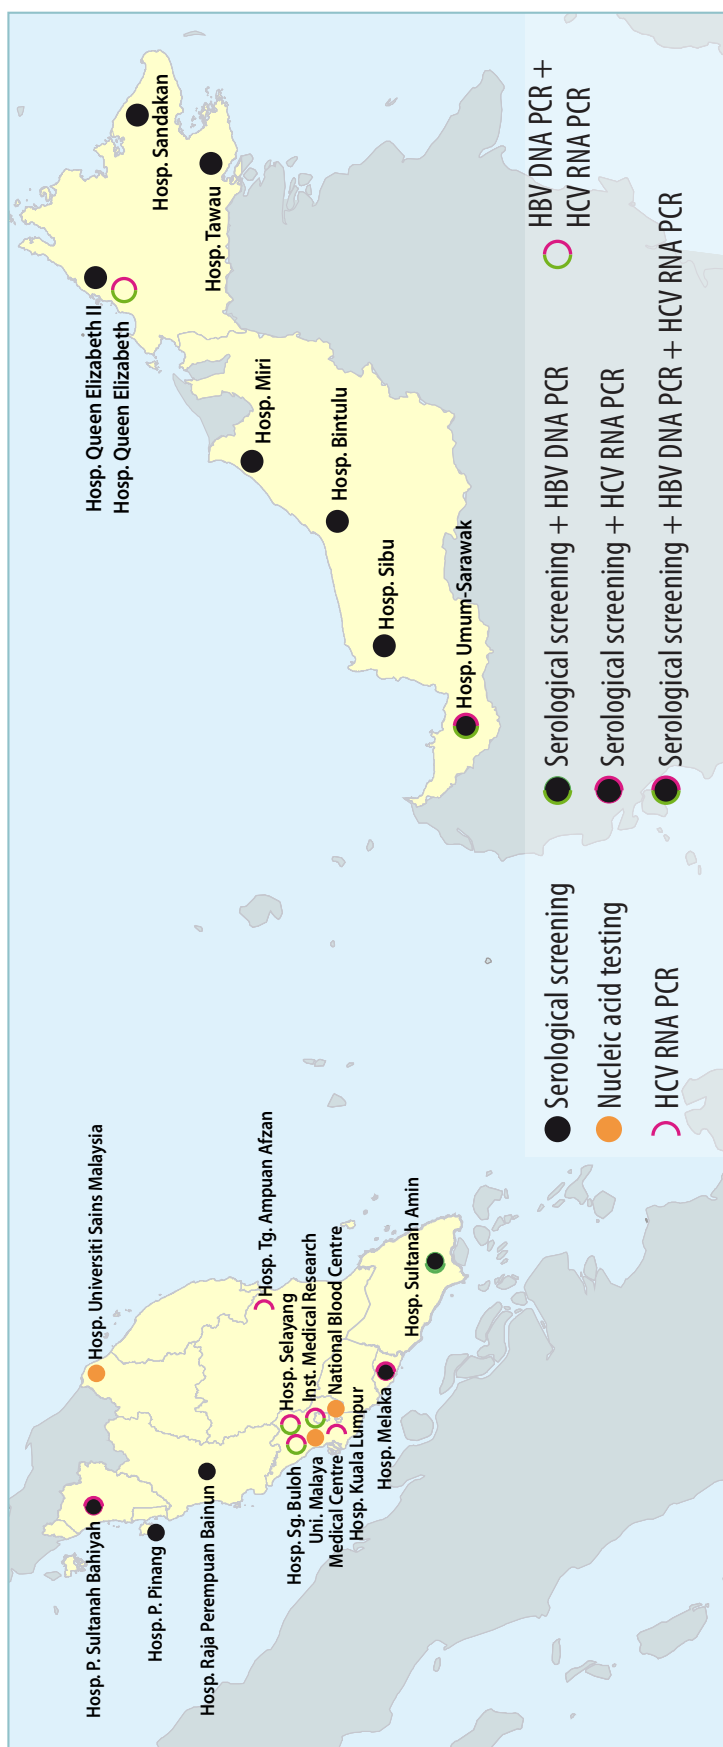 Hosp. P. Sultanah Bahiyah
Hosp. P. Pinang
Hosp. Raja Perempuan Bainun
Hosp. Universiti Sains Malaysia
Hosp. Tg. Ampuan Afzan
Hosp. Selayang
Inst. Medical Research
National Blood Centre
Hosp. Sg. Buloh
Uni. Malaya
Medical Centre
Hosp. Kuala Lumpur
Hosp. Melaka
Hosp. Sultanah Amin
Hosp. Queen Elizabeth II
Hosp. Queen Elizabeth
Hosp. Sandakan
Hosp. Tawau
Hosp. Miri
Hosp. Bintulu
Hosp. Sibu
Hosp. Umum-Sarawak
Serological screening
Nucleic acid testing
HCV RNA PCR
Serological screening + HBV DNA PCR
Serological screening + HCV RNA PCR
Serological screening + HBV DNA PCR + HCV RNA PCR
HBV DNA PCR +
HCV RNA PCR